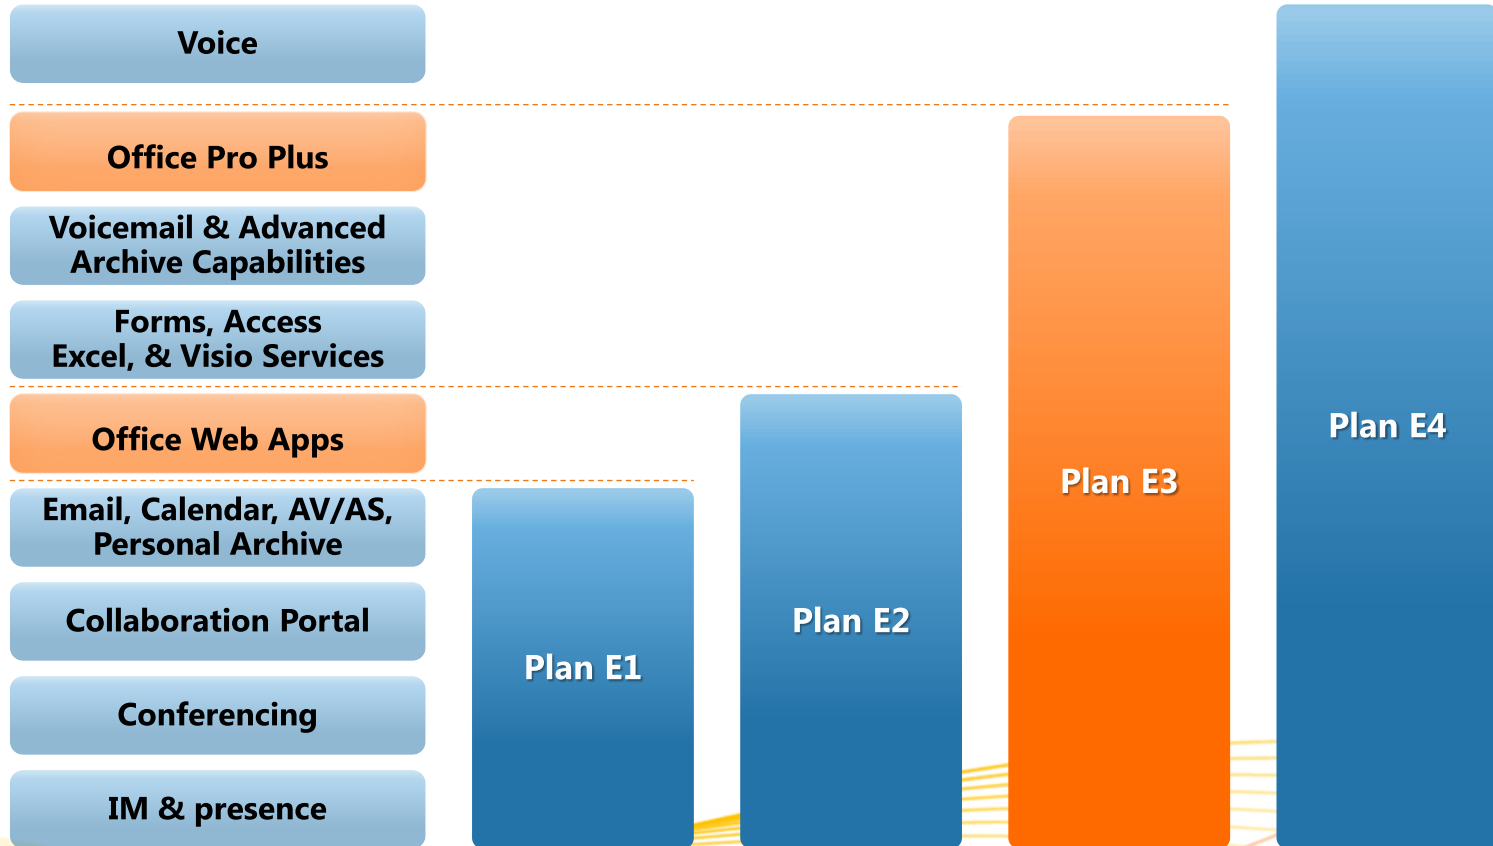 Voice
Office Pro Plus
Voicemail & Advanced
Archive Capabilities
Forms, Access
Excel, & Visio Services
Office Web Apps
Email, Calendar, AV/AS,
Personal Archive
Collaboration Portal
Conferencing
IM & presence
Plan E1
Plan E2
Plan E3
Plan E4